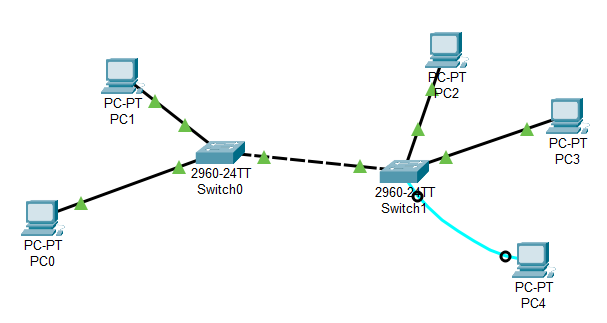 PC-PT
PC1
PC-PT
PC2
PC-PT
PC3
2960-24TT
Switch0
2960-24TT
Switch1
PC-PT
PC0
PC-PT
PC4